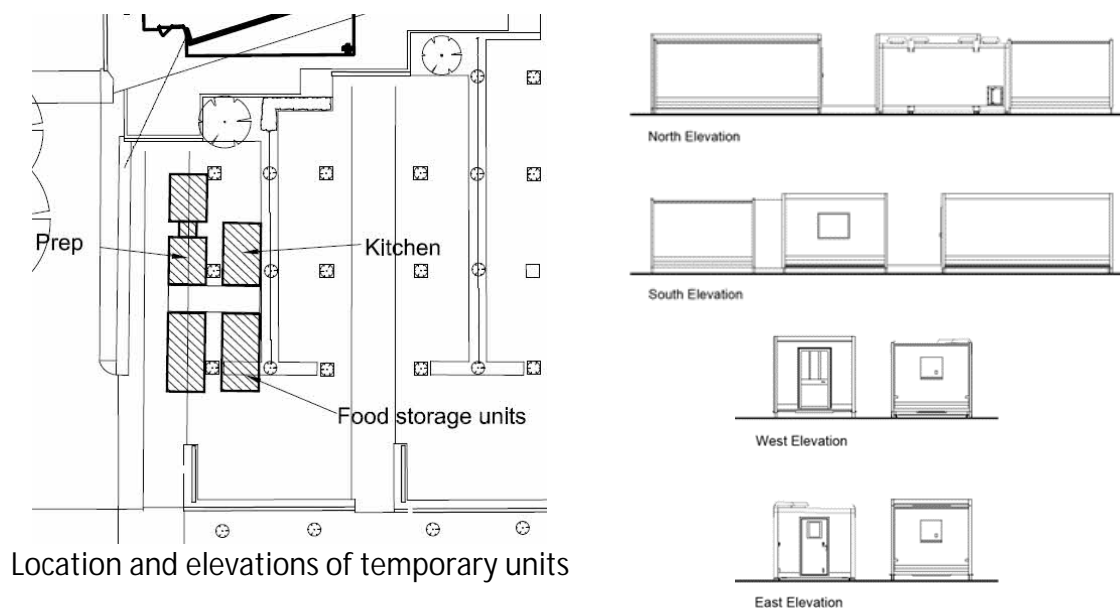 Prep
Kitchen
Food storage units
Location and elevations of temporary units
North Elevation
South Elevation
West Elevation
East Elevation